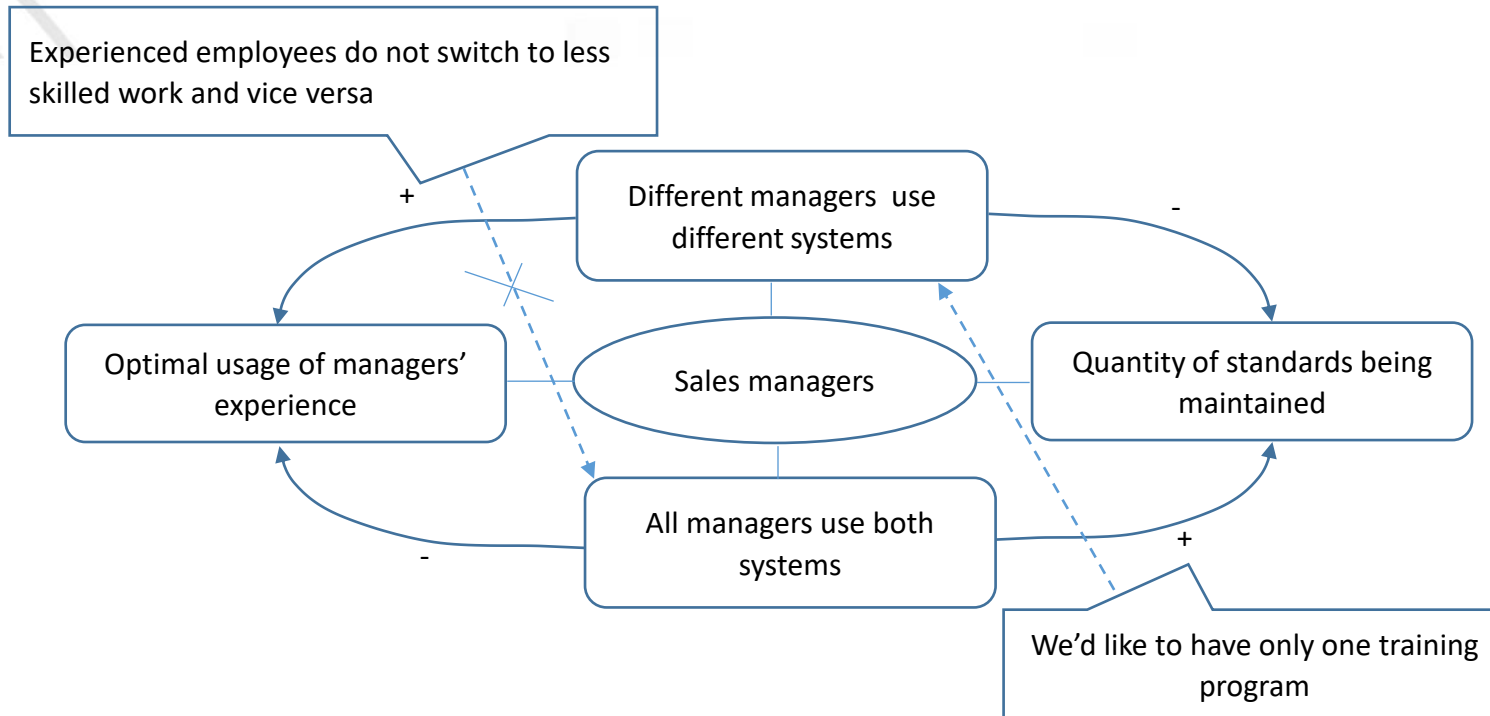 Experienced employees do not switch to less
skilled work and vice versa
+
Different managers use
different systems
-
Optimal usage of managers’
experience
Sales managers
Quantity of standards being
maintained
-
All managers use both
systems
+
We’d like to have only one training
program